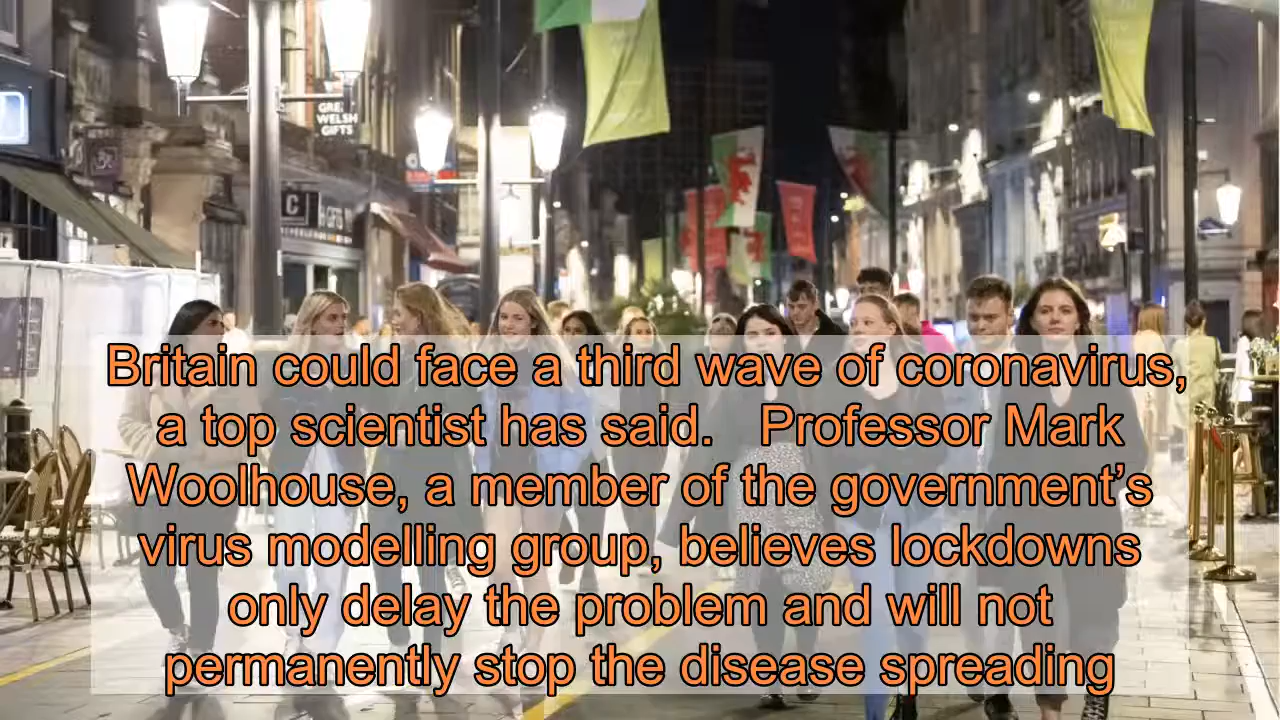 GREAT
WELSH
GIFTS
C
Britain could face a third wave of coronavirus,
a top scientist has said.   Professor Mark
Woolhouse, a member of the government’s
virus modelling group, believes lockdowns
only delay the problem and will not
permanently stop the disease spreading